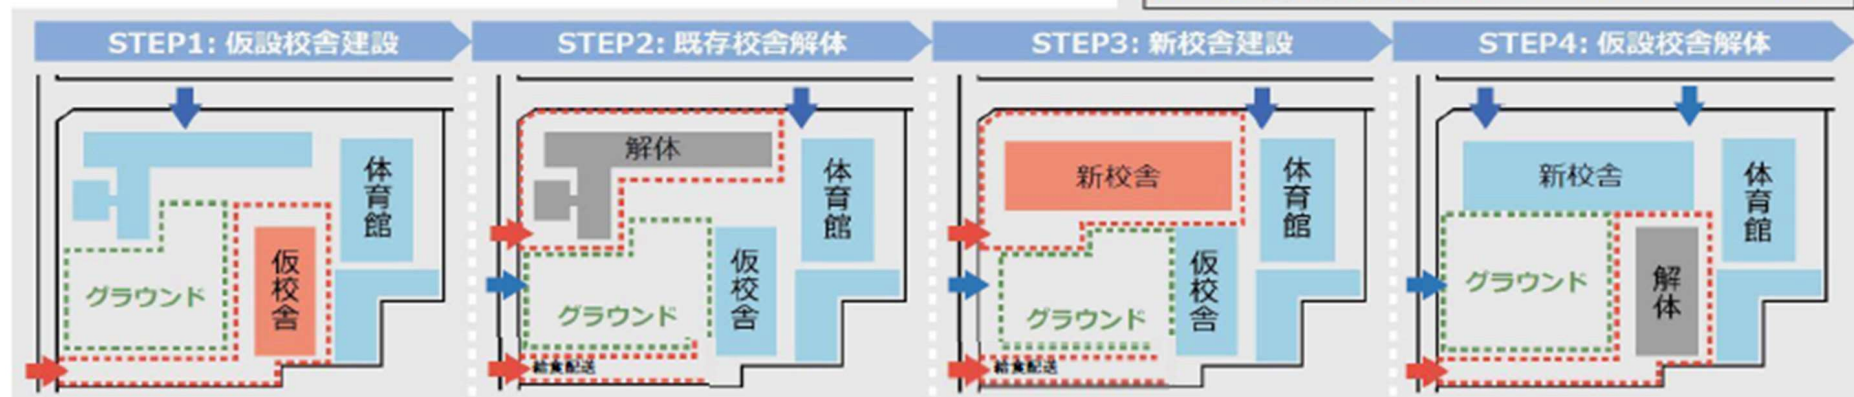 STEP1: 仮設校舎建設
体育館
仮校舎
グラウンド
STEP2: 既存校舎解体
解体
体育館
仮校舎
グラウンド
給食配送
STEP3: 新校舎建設
新校舎
体育館
仮校舎
グラウンド
給食配送
STEP4: 仮設校舎解体
新校舎
体育館
グラウンド
解体